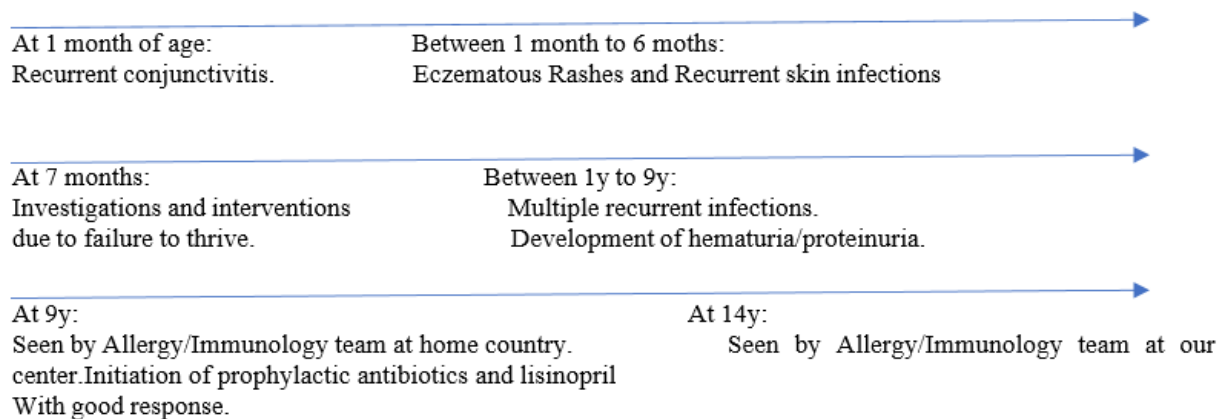 At 1 month of age: Between 1 month to 6 moths:
Recurrent conjunctivitis. Eczematous Rashes and Recurrent skin infections
At 7 months: Between 1y to 9y:
Investigations and interventions Multiple recurrent infections.
due to failure to thrive. Development of hematuria/proteinuria.
At 9y: At 14y:
Seen by Allergy/Immunology team at home country. Seen by Allergy/Immunology team at our
center.Initiation of prophylactic antibiotics and lisinopril
With good response.